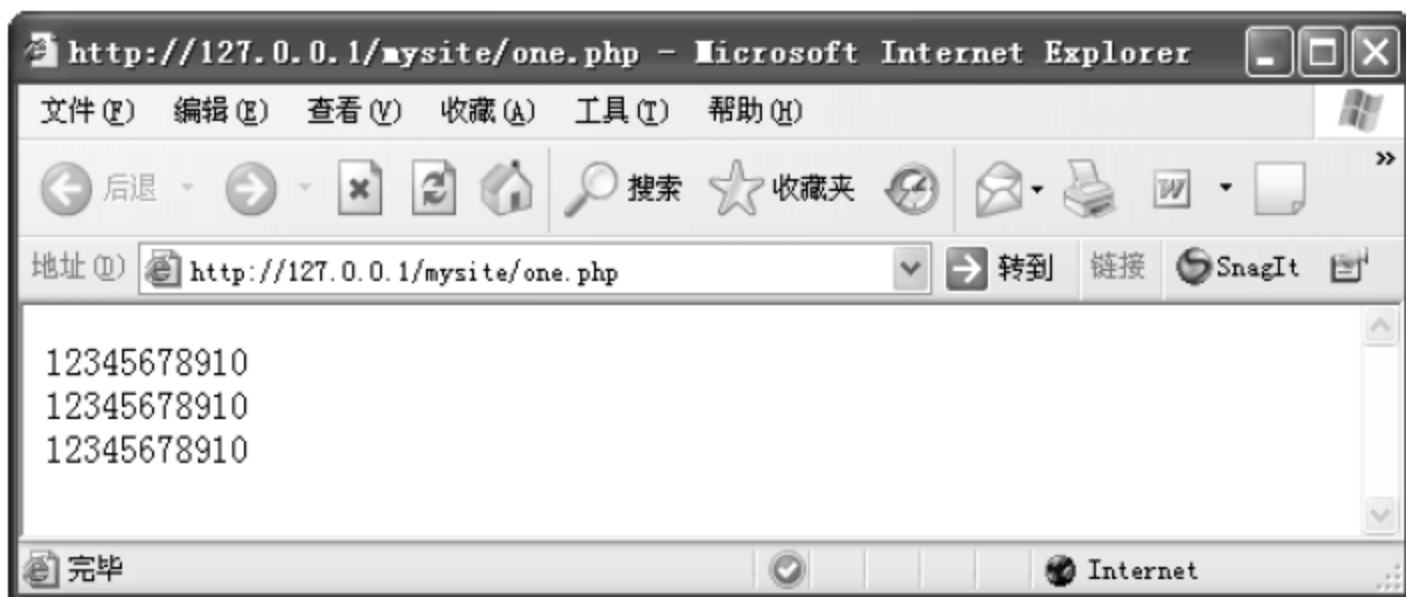 http://127.0.0.1/mysite/one.php - Microsoft Internet Explorer
文件(F) 编辑(E) 查看(V) 收藏(A) 工具(T) 帮助(H)
后退 搜索 收藏夹 W »
地址(D) http://127.0.0.1/mysite/one.php 转到 链接 SnagIt
12345678910
12345678910
12345678910
完毕 Internet